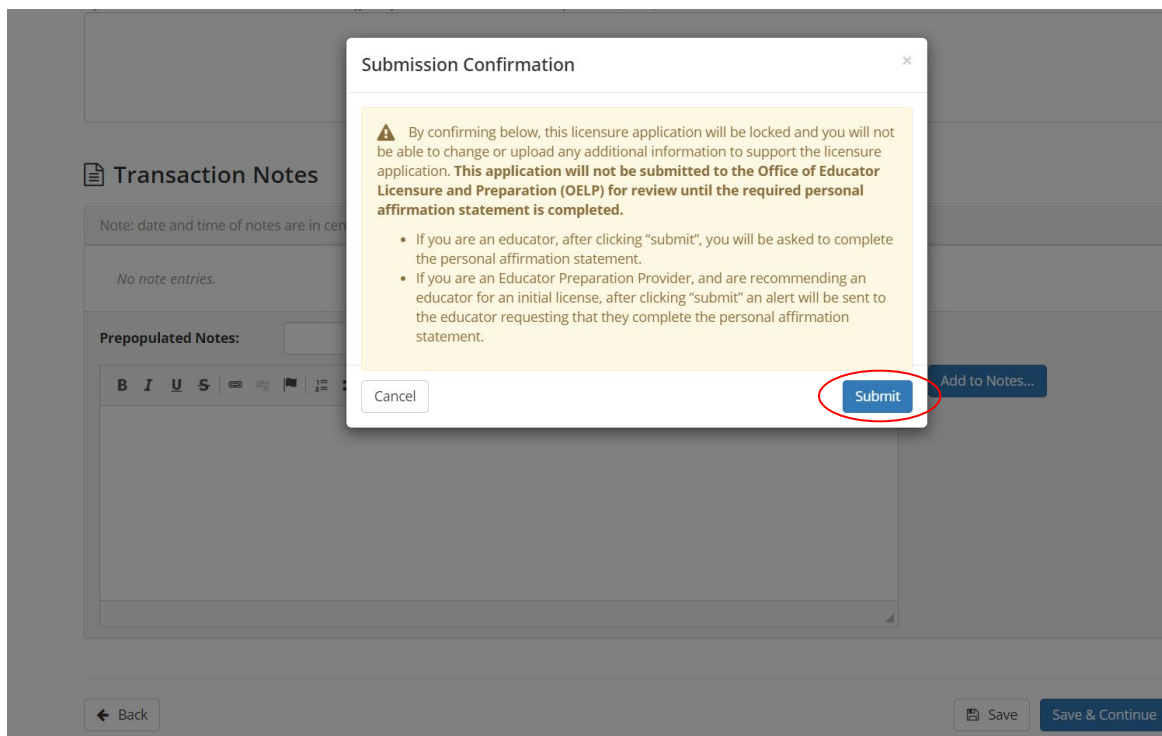 Submission Confirmation
×
By confirming below, this licensure application will be locked and you will not
be able to change or upload any additional information to support the licensure
application. This application will not be submitted to the Office of Educator
Licensure and Preparation (OELP) for review until the required personal
affirmation statement is completed.
• If you are an educator, after clicking “submit”, you will be asked to complete
the personal affirmation statement.
• If you are an Educator Preparation Provider, and are recommending an
educator for an initial license, after clicking “submit” an alert will be sent to
the educator requesting that they complete the personal affirmation
statement.
Cancel
Submit
Transaction Notes
Note: date and time of notes are in cen
No note entries.
Prepopulated Notes:
B I U S
Add to Notes...
Back
Save
Save & Continue